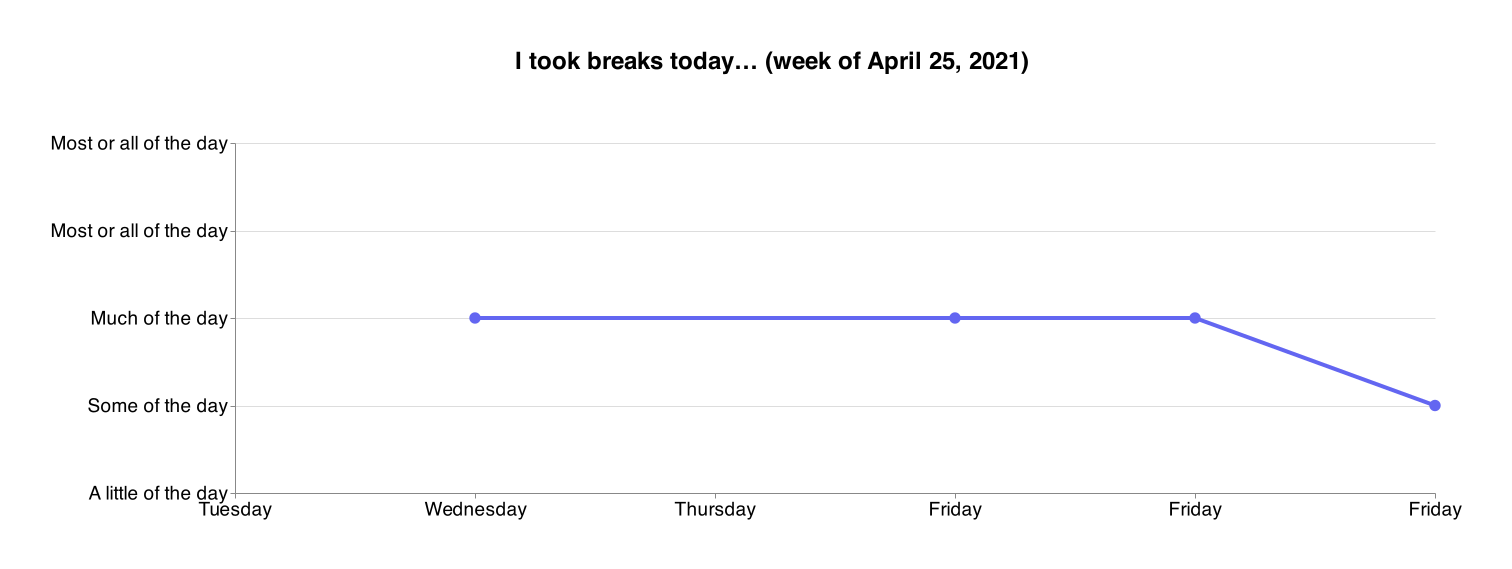 I took breaks today… (week of April 25, 2021)
Most or all of the day
Most or all of the day
Much of the day
Some of the day
A little of the day
Tuesday Wednesday Thursday Friday Friday Friday